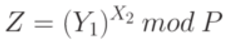 Z = (Y₁)^{X₂} mod P